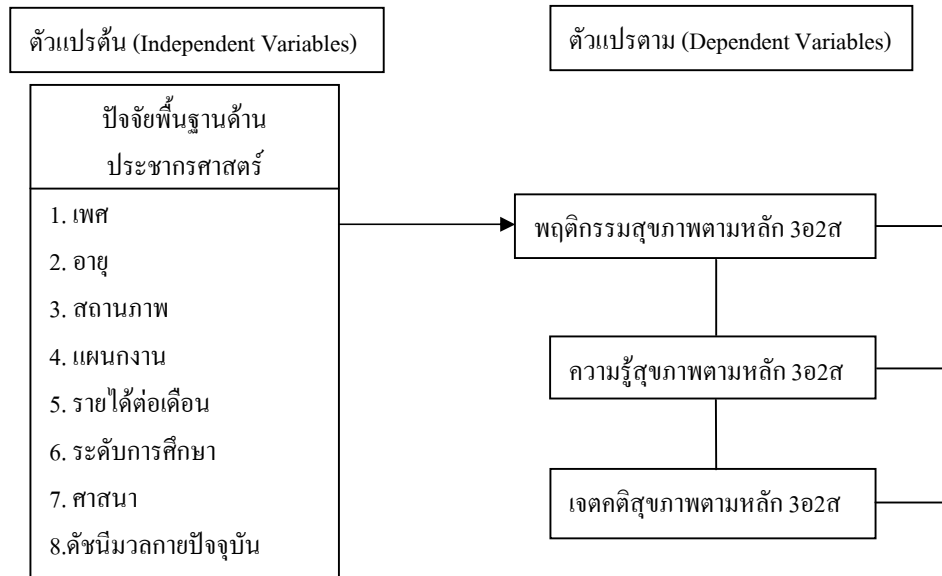 ตัวแปรต้น (Independent Variables)
ตัวแปรตาม (Dependent Variables)
ปัจจัยพื้นฐานด้าน
ประชากรศาสตร์
1. เพศ
2. อายุ
3. สถานภาพ
4. แผนกงาน
5. รายได้ต่อเดือน
6. ระดับการศึกษา
7. ศาสนา
8.ดัชนีมวลกายปัจจุบัน
พฤติกรรมสุขภาพตามหลัก 3อ2ส
ความรู้สุขภาพตามหลัก 3อ2ส
เจตคติสุขภาพตามหลัก 3อ2ส